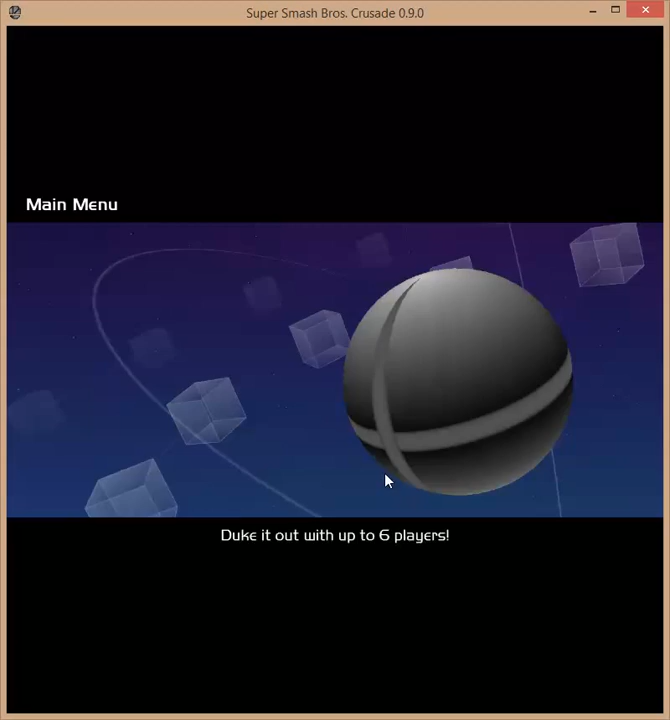 Super Smash Bros. Crusade 0.9.0
Main Menu
Duke it out with up to 6 players!